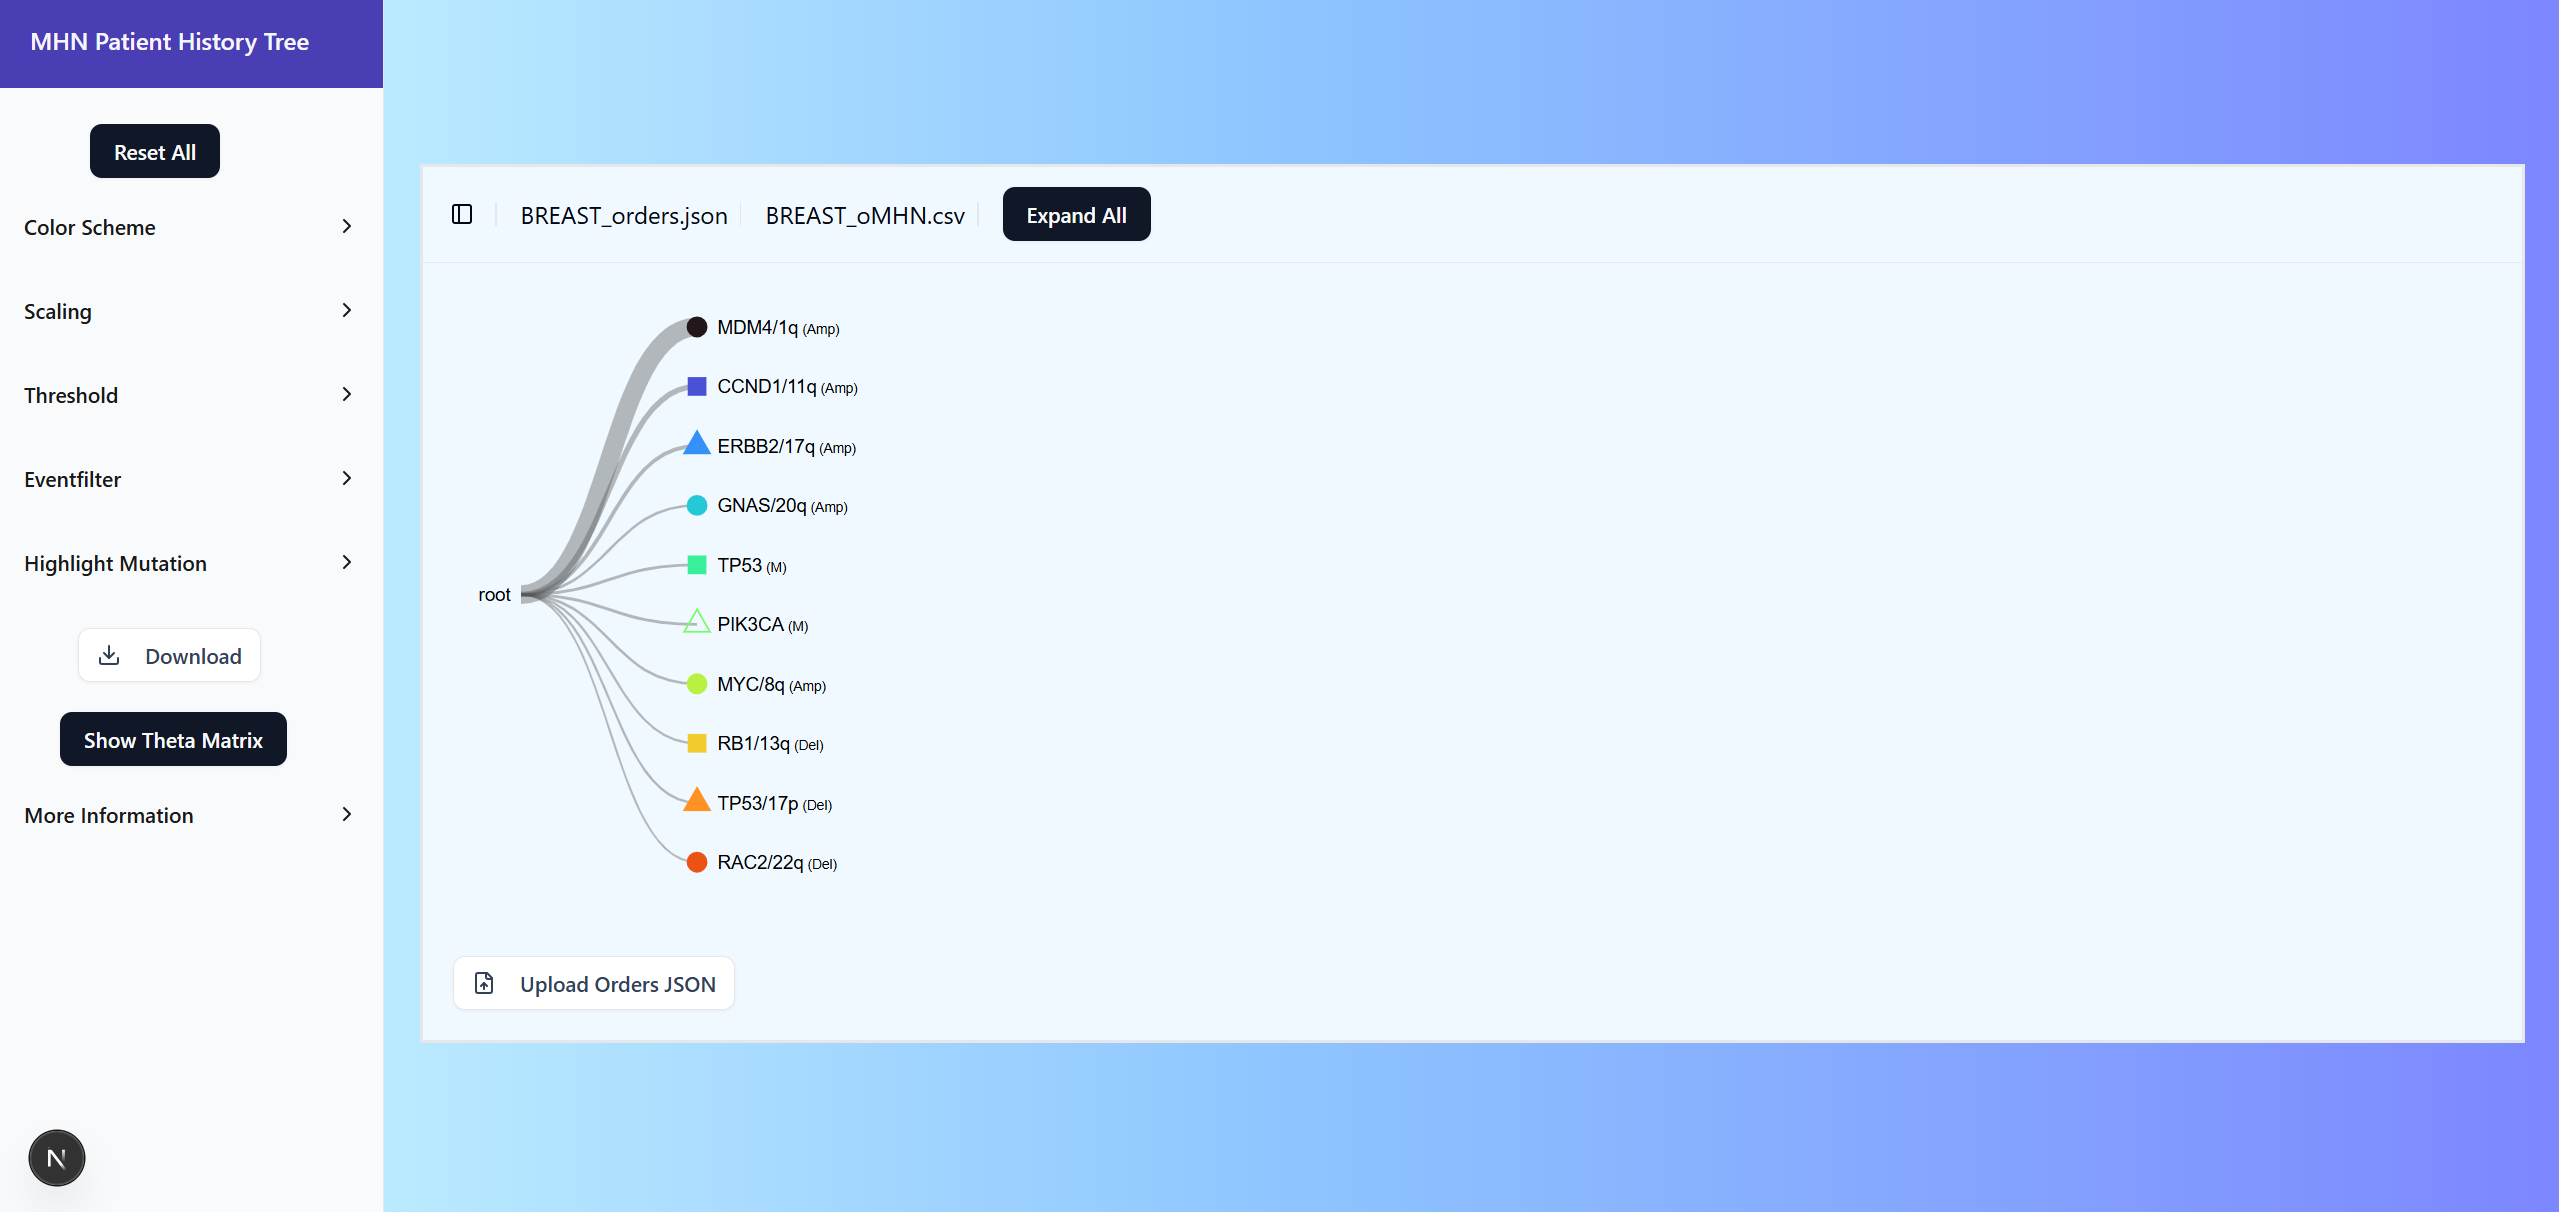 MHN Patient History Tree
Reset All
Color Scheme
Scaling
Threshold
Eventfilter
Highlight Mutation
Download
Show Theta Matrix
More Information
N
BREAST_orders.json
BREAST_oMHN.csv
Expand All
root
MDM4/1q (Amp)
CCND1/11q (Amp)
ERBB2/17q (Amp)
GNAS/20q (Amp)
TP53 (M)
PIK3CA (M)
MYC/8q (Amp)
RB1/13q (Del)
TP53/17p (Del)
RAC2/22q (Del)
Upload Orders JSON